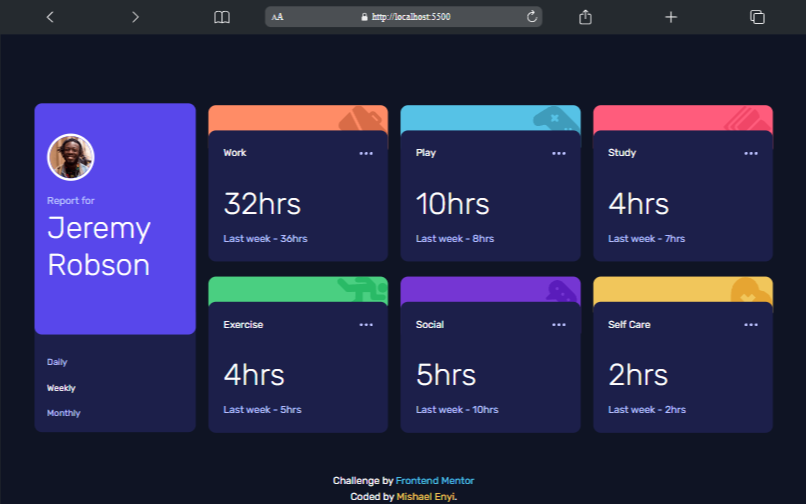 AA
http://localhost:5500
Report for
Jeremy
Robson
Daily
Weekly
Monthly
Work
32hrs
Last week - 36hrs
Play
10hrs
Last week - 8hrs
Study
4hrs
Last week - 7hrs
Exercise
4hrs
Last week - 5hrs
Social
5hrs
Last week - 10hrs
Self Care
2hrs
Last week - 2hrs
Challenge by Frontend Mentor
Coded by Mishael Enyi.